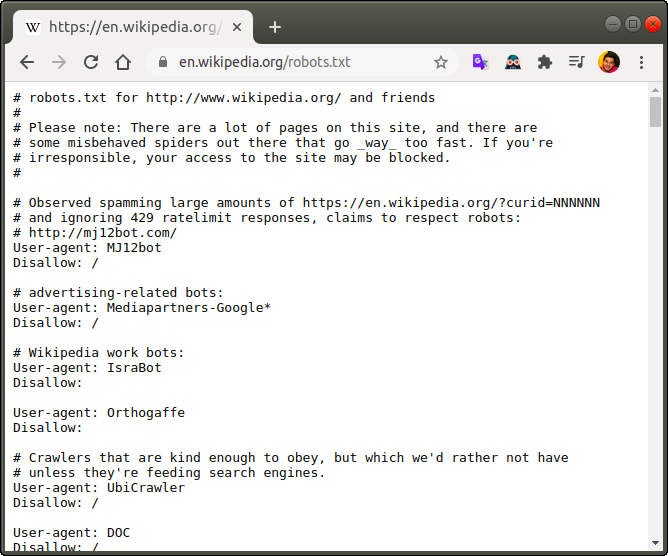 W https://en.wikipedia.org/
en.wikipedia.org/robots.txt
# robots.txt for http://www.wikipedia.org/ and friends
#
# Please note: There are a lot of pages on this site, and there are
# some misbehaved spiders out there that go _way_ too fast. If you're
# irresponsible, your access to the site may be blocked.
#
# Observed spamming large amounts of https://en.wikipedia.org/?curid=NNNNNN
# and ignoring 429 ratelimit responses, claims to respect robots:
# http://mj12bot.com/
User-agent: MJ12bot
Disallow: /
# advertising-related bots:
User-agent: Mediapartners-Google*
Disallow: /
# Wikipedia work bots:
User-agent: IsraBot
Disallow:
User-agent: Orthogaffe
Disallow:
# Crawlers that are kind enough to obey, but which we'd rather not have
# unless they're feeding search engines.
User-agent: UbiCrawler
Disallow: /
User-agent: DOC
Disallow: /